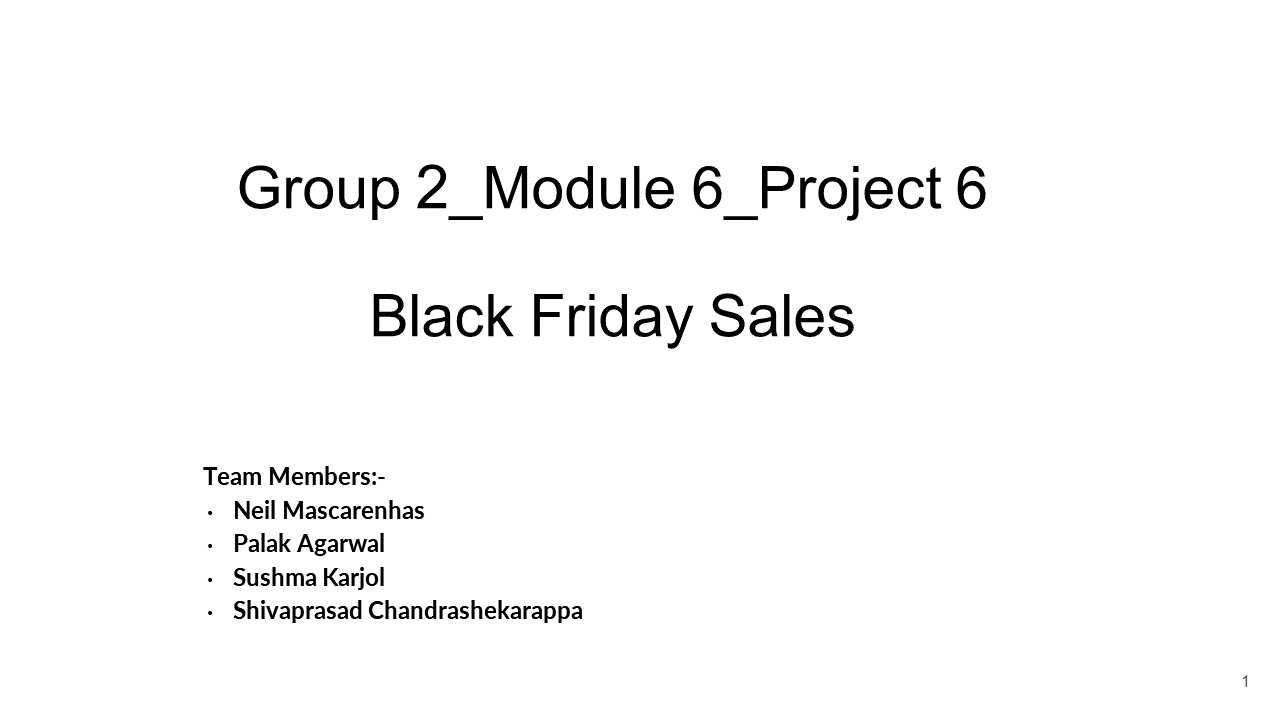 Group 2_Module 6_Project 6
Black Friday Sales
Team Members:-
• Neil Mascarenhas
• Palak Agarwal
• Sushma Karjol
• Shivaprasad Chandrashekarappa
1